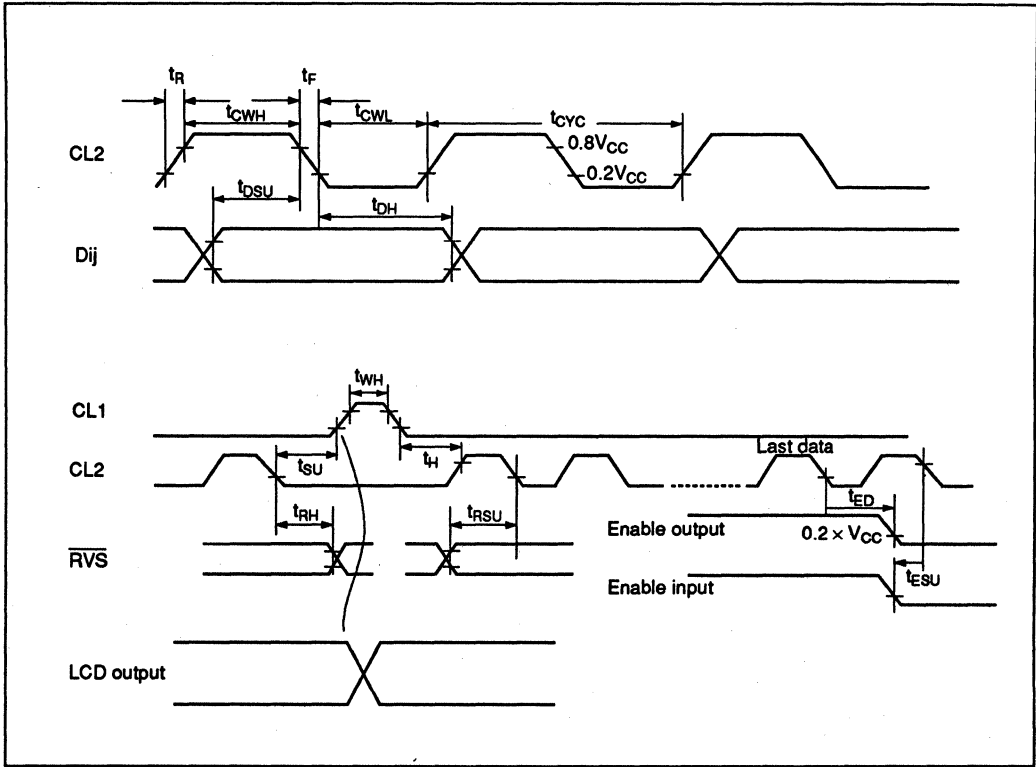 tR
tF
tCWH
tCWL
tCYC
CL2
0.8VCC
0.2VCC
tDSU
tDH
Dij
tWH
CL1
CL2
tSU
tH
Last data
tED
tRH
tRSU
Enable output
0.2 × VCC
RVS
tESU
Enable input
LCD output